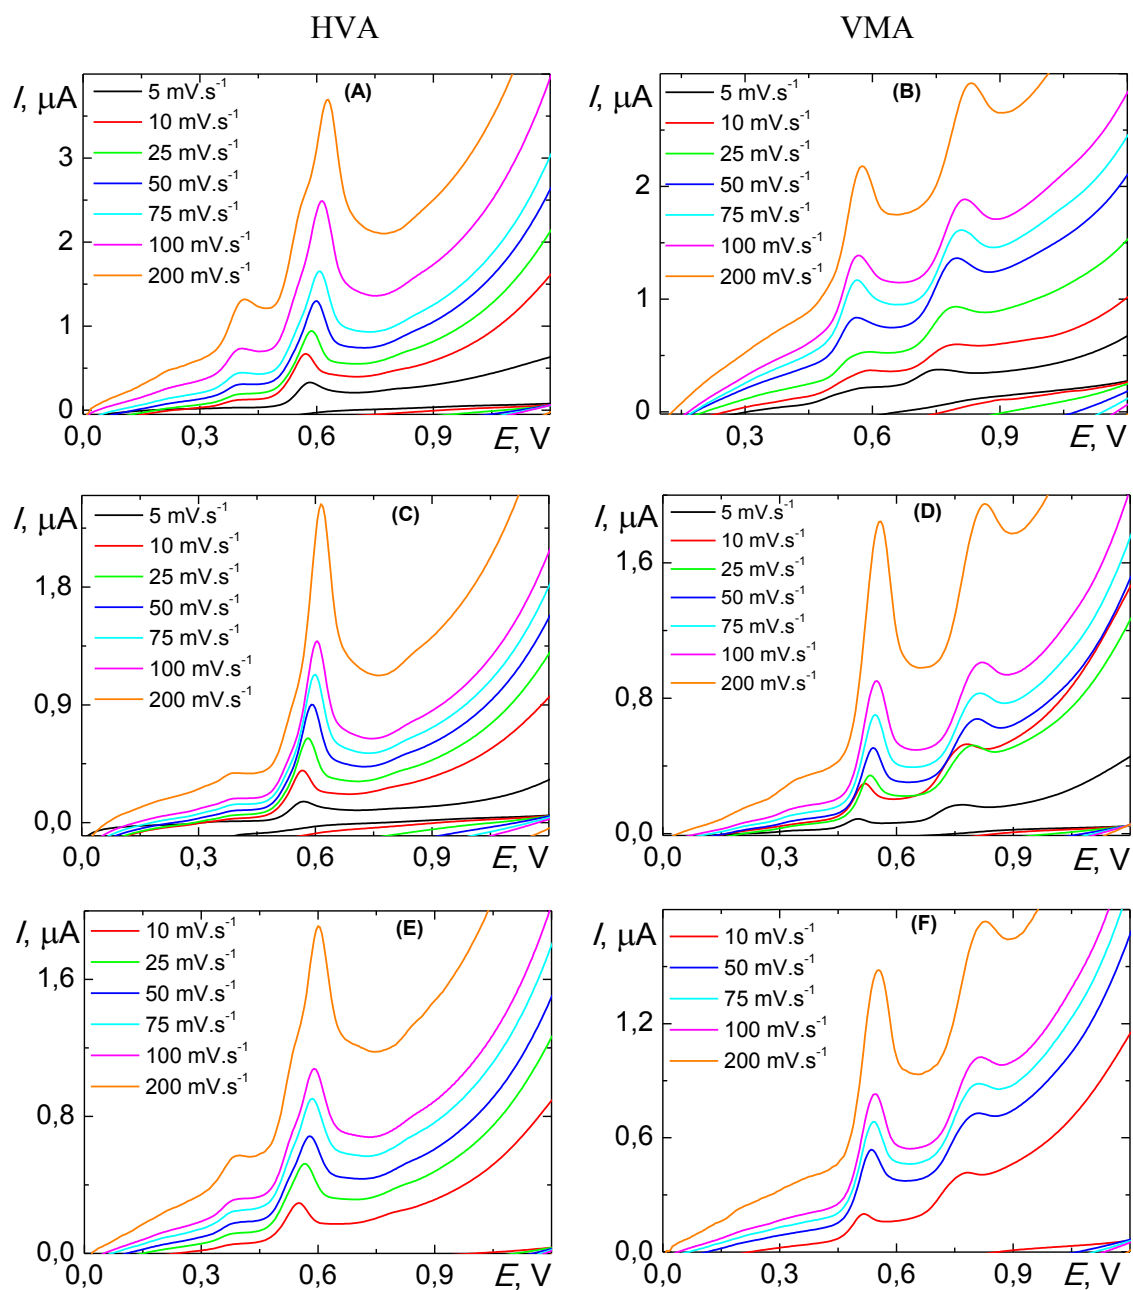 HVA VMA
I, μA
(A)
5 mV.s-1
10 mV.s-1
25 mV.s-1
50 mV.s-1
75 mV.s-1
100 mV.s-1
200 mV.s-1
3
2
1
0
0,0 0,3 0,6 0,9 E, V
I, μA
(B)
5 mV.s-1
10 mV.s-1
25 mV.s-1
50 mV.s-1
75 mV.s-1
100 mV.s-1
200 mV.s-1
2
1
0
0,3 0,6 0,9 E, V
I, μA
(C)
5 mV.s-1
10 mV.s-1
25 mV.s-1
50 mV.s-1
75 mV.s-1
100 mV.s-1
200 mV.s-1
1,8
0,9
0,0
0,0 0,3 0,6 0,9 E, V
I, μA
(D)
5 mV.s-1
10 mV.s-1
25 mV.s-1
50 mV.s-1
75 mV.s-1
100 mV.s-1
200 mV.s-1
1,6
0,8
0,0
0,0 0,3 0,6 0,9 E, V
I, μA
(E)
10 mV.s-1
25 mV.s-1
50 mV.s-1
75 mV.s-1
100 mV.s-1
200 mV.s-1
1,6
0,8
0,0
0,0 0,3 0,6 0,9 E, V
I, μA
(F)
10 mV.s-1
50 mV.s-1
75 mV.s-1
100 mV.s-1
200 mV.s-1
1,2
0,6
0,0
0,0 0,3 0,6 0,9 E, V